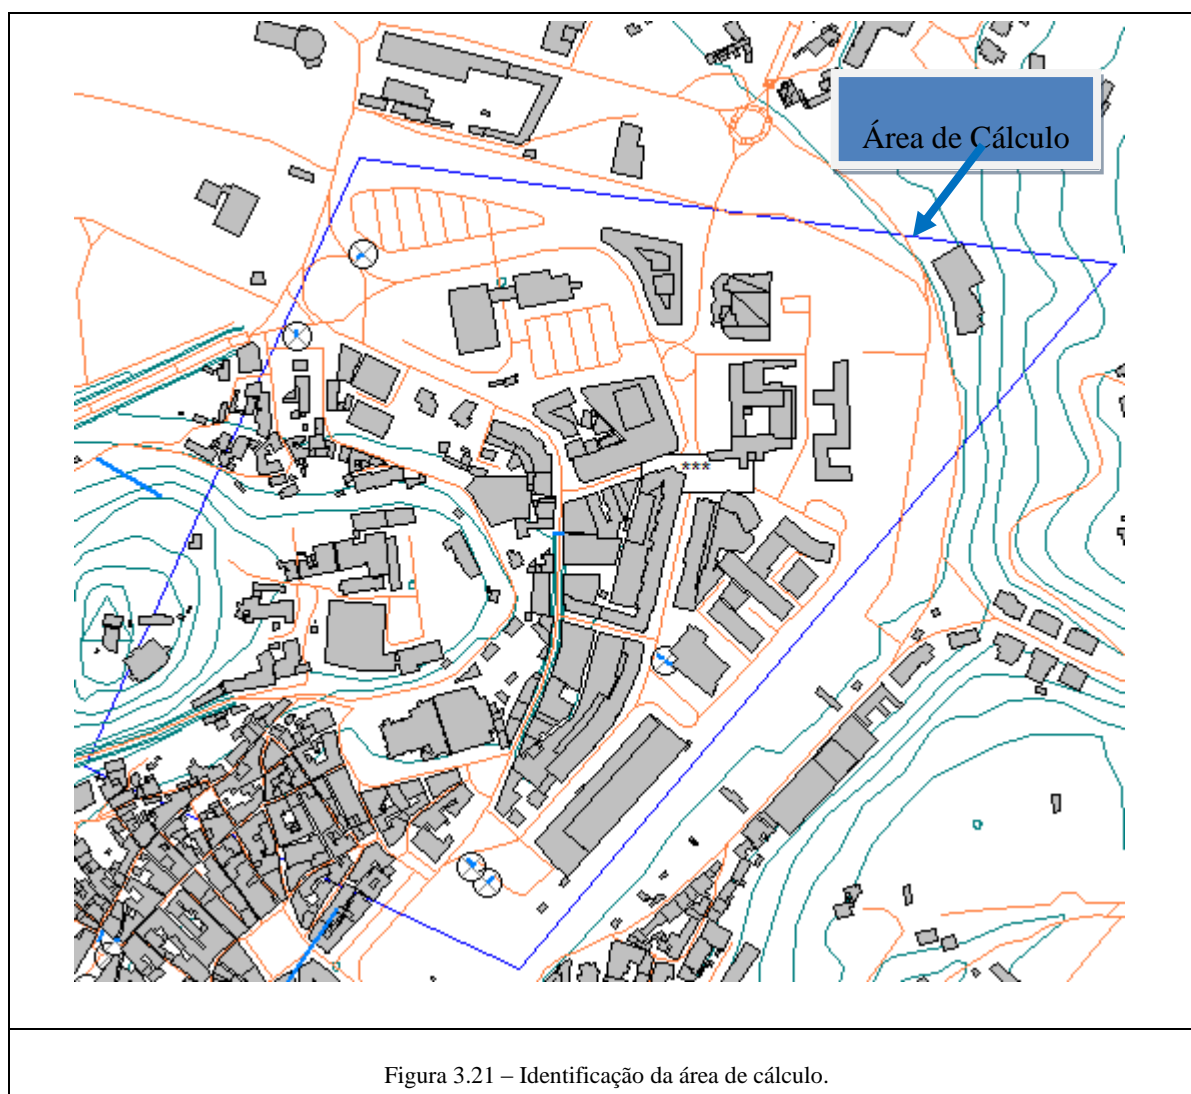 Área de Cálculo
***
Figura 3.21 – Identificação da área de cálculo.